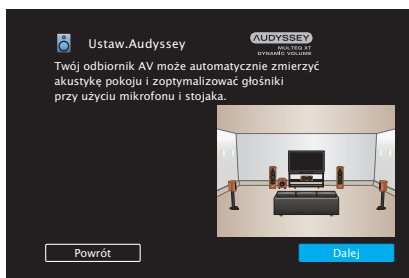 Ustaw.Audyssey
AUDYSSEY
MULTEQ XT
DYNAMIC VOLUME
Twój odbiornik AV może automatycznie zmierzyć
akustykę pokoju i zoptymalizować głośniki
przy użyciu mikrofonu i stojaka.
Powrót
Dalej